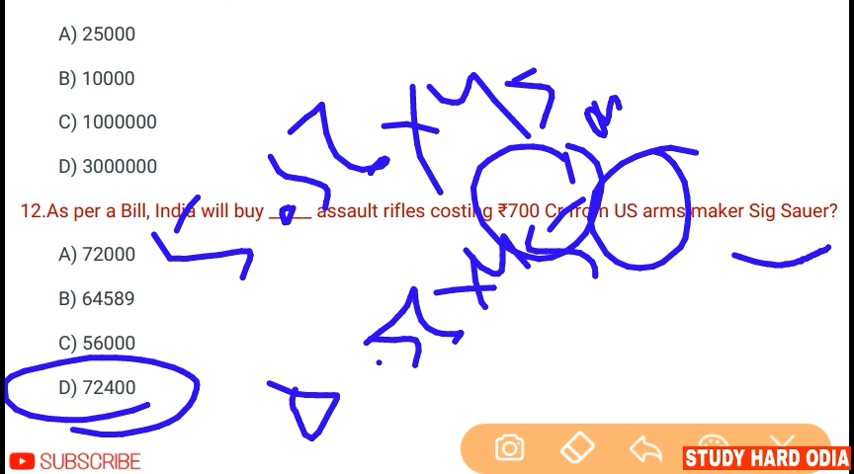 A) 25000
B) 10000
C) 1000000
D) 3000000
12.As per a Bill, India will buy _____ assault rifles costing ₹700 Cr from US arms maker Sig Sauer?
A) 72000
B) 64589
C) 56000
D) 72400
SUBSCRIBE
STUDY HARD ODIA